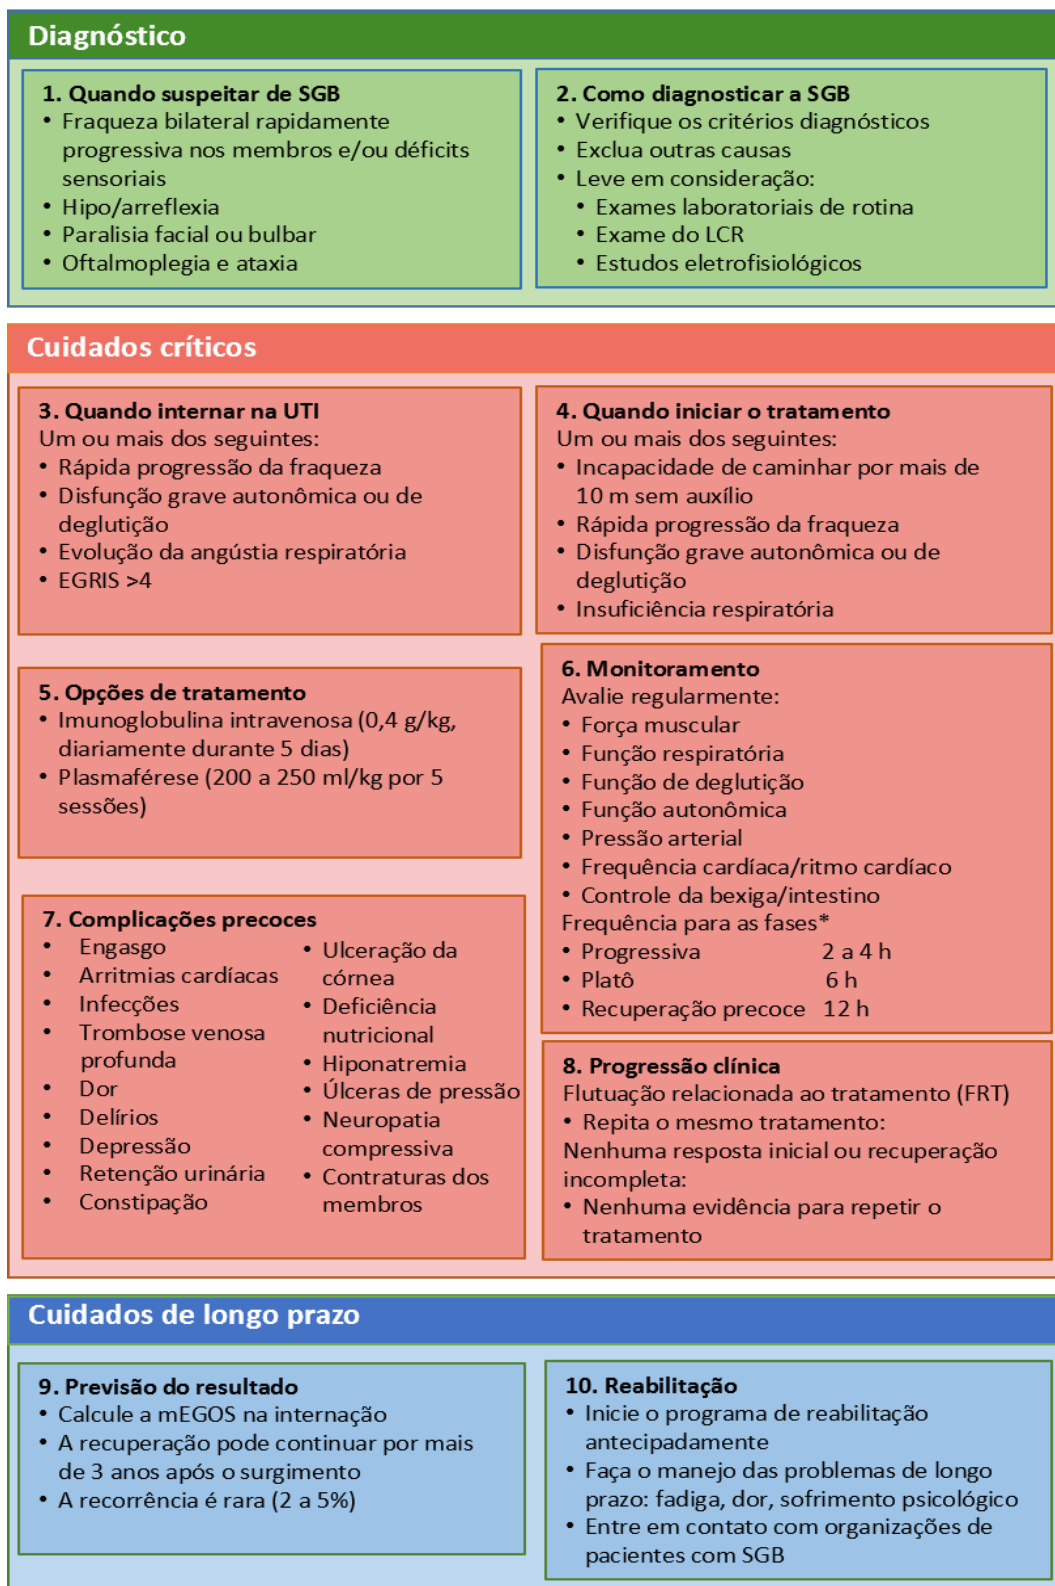 Diagnóstico
1. Quando suspeitar de SGB
• Fraqueza bilateral rapidamente
progressiva nos membros e/ou déficits
sensoriais
• Hipo/arreflexia
• Paralisia facial ou bulbar
• Oftalmoplegia e ataxia
2. Como diagnosticar a SGB
• Verifique os critérios diagnósticos
• Exclua outras causas
• Leve em consideração:
• Exames laboratoriais de rotina
• Exame do LCR
• Estudos eletrofisiológicos
Cuidados críticos
3. Quando internar na UTI
Um ou mais dos seguintes:
• Rápida progressão da fraqueza
• Disfunção grave autonômica ou de
deglutição
• Evolução da angústia respiratória
• EGRIS >4
4. Quando iniciar o tratamento
Um ou mais dos seguintes:
• Incapacidade de caminhar por mais de
10 m sem auxílio
• Rápida progressão da fraqueza
• Disfunção grave autonômica ou de
deglutição
• Insuficiência respiratória
5. Opções de tratamento
• Imunoglobulina intravenosa (0,4 g/kg,
diariamente durante 5 dias)
• Plasmaférese (200 a 250 ml/kg por 5
sessões)
6. Monitoramento
Avalie regularmente:
• Força muscular
• Função respiratória
• Função de deglutição
• Função autonômica
• Pressão arterial
• Frequência cardíaca/ritmo cardíaco
• Controle da bexiga/intestino
Frequência para as fases*
• Progressiva 2 a 4 h
• Platô 6 h
• Recuperação precoce 12 h
7. Complicações precoces
• Engasgo
• Arritmias cardíacas
• Infecções
• Trombose venosa
profunda
• Dor
• Delírios
• Depressão
• Retenção urinária
• Constipação
• Ulceração da
córnea
• Deficiência
nutricional
• Hiponatremia
• Úlceras de pressão
• Neuropatia
compressiva
• Contraturas dos
membros
8. Progressão clínica
Flutuação relacionada ao tratamento (FRT)
• Repita o mesmo tratamento:
Nenhuma resposta inicial ou recuperação
incompleta:
• Nenhuma evidência para repetir o
tratamento
Cuidados de longo prazo
9. Previsão do resultado
• Calcule a mEGOS na internação
• A recuperação pode continuar por mais
de 3 anos após o surgimento
• A recorrência é rara (2 a 5%)
10. Reabilitação
• Inicie o programa de reabilitação
antecipadamente
• Faça o manejo das problemas de longo
prazo: fadiga, dor, sofrimento psicológico
• Entre em contato com organizações de
pacientes com SGB